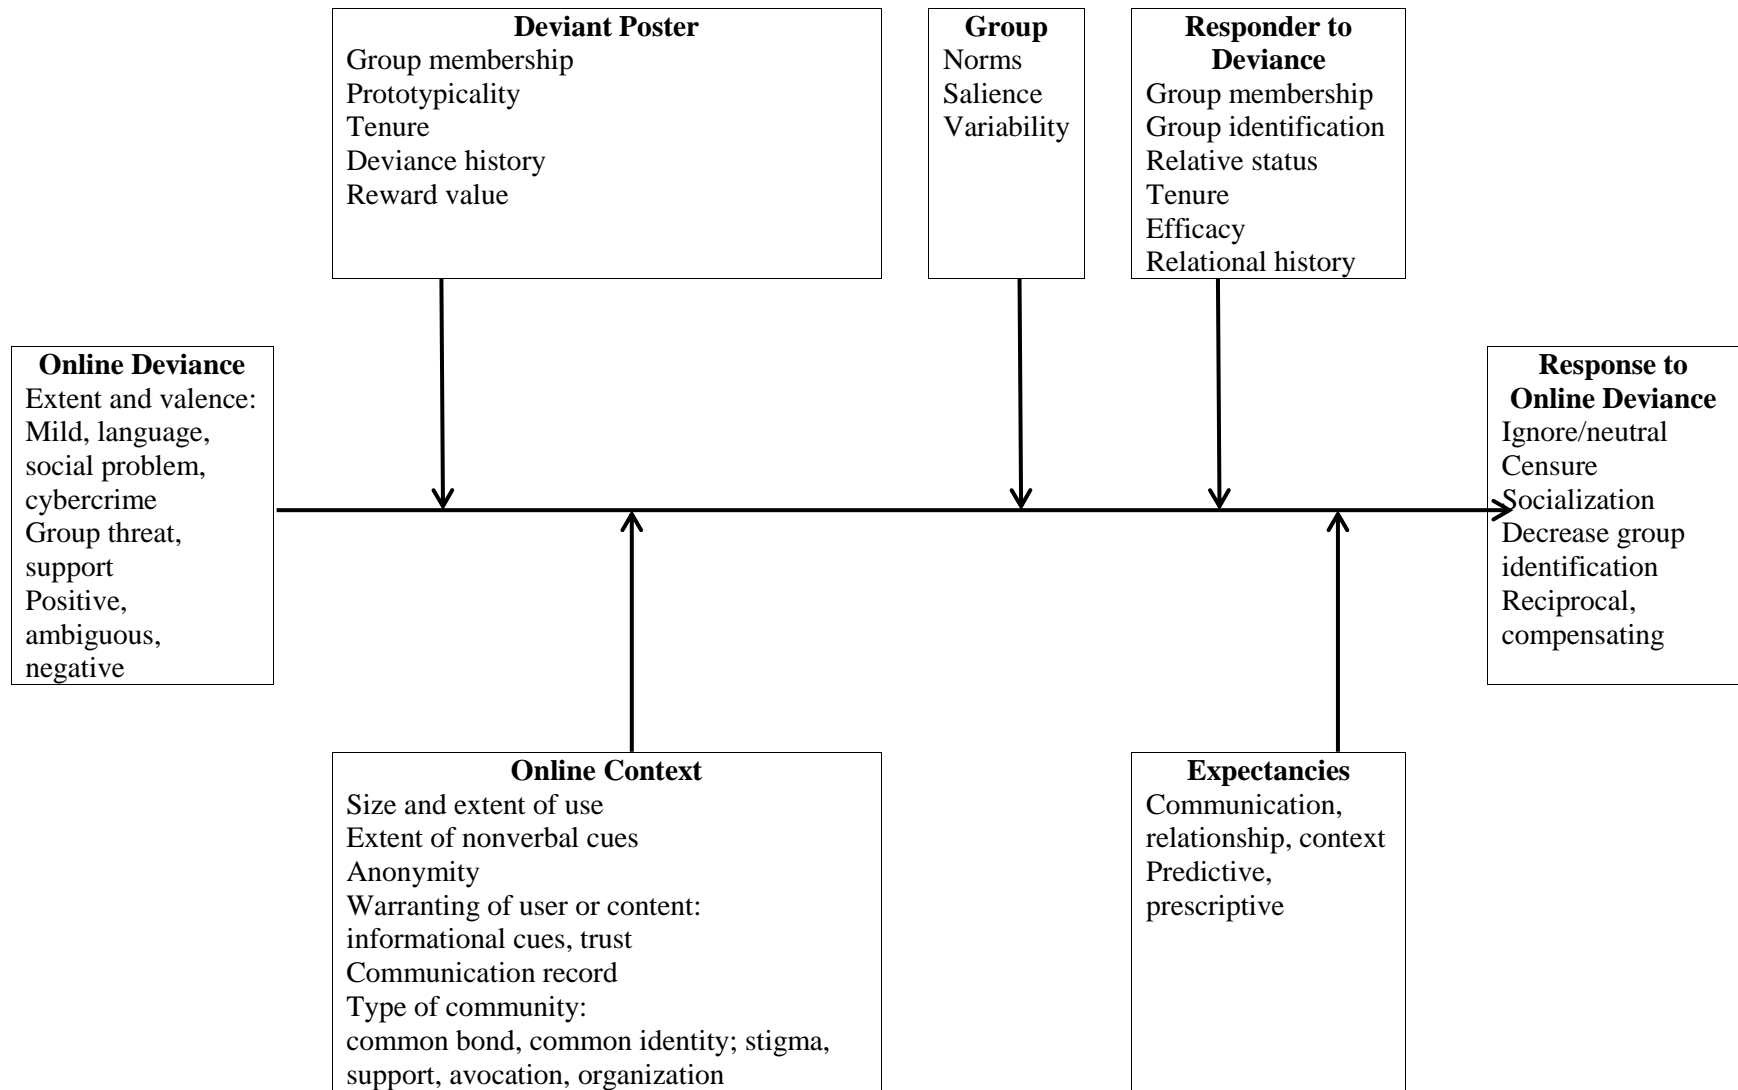 Deviant Poster
Group membership
Prototypicality
Tenure
Deviance history
Reward value
Group
Norms
Salience
Variability
Responder to
Deviance
Group membership
Group identification
Relative status
Tenure
Efficacy
Relational history
Online Deviance
Extent and valence:
Mild, language,
social problem,
cybercrime
Group threat,
support
Positive,
ambiguous,
negative
Response to
Online Deviance
Ignore/neutral
Censure
Socialization
Decrease group
identification
Reciprocal,
compensating
Online Context
Size and extent of use
Extent of nonverbal cues
Anonymity
Warranting of user or content:
informational cues, trust
Communication record
Type of community:
common bond, common identity; stigma,
support, avocation, organization
Expectancies
Communication,
relationship, context
Predictive,
prescriptive